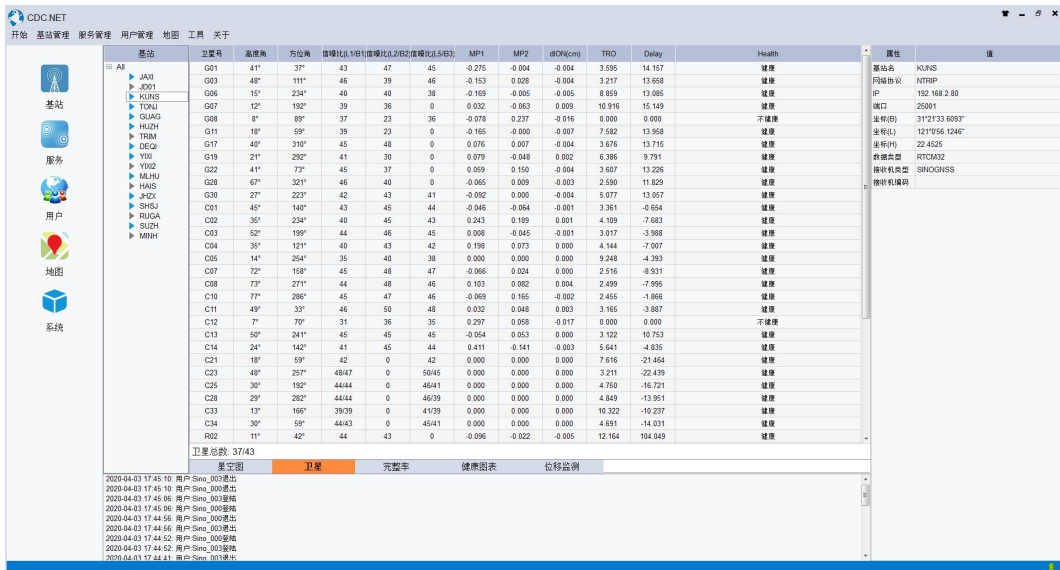 CDC.NET
开始 基站管理 服务管理 用户管理 地图 工具 关于
基站
服务
用户
地图
系统
基站
All
JAXI
JD01
KUNS
TONJ
GUAG
HUZH
TRIM
DEQI
YIXI
YIXI2
MLHU
HAIS
JHZX
SHSJ
RUGA
SUZH
MINH
卫星号 高度角 方位角 信噪比(L1/B1) 信噪比(L2/B2) 信噪比(L5/B3) MP1 MP2 dION(cm) TRO Delay Health
G01 41° 37° 43 47 45 -0.275 -0.004 -0.004 3.595 14.157 健康
G03 48° 111° 46 39 46 -0.153 0.028 -0.004 3.217 13.658 健康
G06 15° 234° 40 40 38 -0.169 -0.005 -0.005 8.859 13.085 健康
G07 12° 192° 39 36 0 0.032 -0.063 0.009 10.916 15.149 健康
G08 8° 89° 37 23 36 -0.078 0.237 -0.016 0.000 0.000 不健康
G11 18° 59° 39 23 0 -0.165 -0.000 -0.007 7.582 13.958 健康
G17 40° 310° 45 48 0 0.076 0.007 -0.004 3.676 13.715 健康
G19 21° 292° 41 30 0 0.079 -0.048 0.002 6.386 9.791 健康
G22 41° 73° 45 37 0 0.059 0.150 -0.004 3.607 13.226 健康
G28 67° 321° 46 40 0 -0.065 0.009 -0.003 2.590 11.829 健康
G30 27° 223° 42 43 41 -0.092 0.000 -0.004 5.077 13.057 健康
C01 45° 140° 43 45 44 -0.046 -0.064 -0.001 3.361 -0.654 健康
C02 35° 234° 40 45 43 0.243 0.189 0.001 4.109 -7.683 健康
C03 52° 199° 44 46 45 0.008 -0.045 -0.001 3.017 -3.988 健康
C04 35° 121° 40 43 42 0.198 0.073 0.000 4.144 -7.007 健康
C05 14° 254° 35 40 38 0.000 0.000 0.000 9.248 -4.393 健康
C07 72° 158° 45 48 47 -0.066 0.024 0.000 2.516 -8.931 健康
C08 73° 271° 44 48 46 0.103 0.082 0.004 2.499 -7.995 健康
C10 77° 286° 45 47 46 -0.069 0.165 -0.002 2.455 -1.866 健康
C11 49° 33° 46 50 48 0.032 0.048 0.003 3.165 -3.887 健康
C12 7° 70° 31 36 35 0.297 0.058 -0.017 0.000 0.000 不健康
C13 50° 241° 45 45 45 -0.054 0.053 0.000 3.122 10.753 健康
C14 24° 142° 41 45 44 0.411 -0.141 -0.003 5.641 -4.835 健康
C21 18° 59° 42 0 42 0.000 0.000 0.000 7.616 -21.464 健康
C23 48° 257° 48/47 0 50/45 0.000 0.000 0.000 3.211 -22.439 健康
C25 30° 192° 44/44 0 46/41 0.000 0.000 0.000 4.750 -16.721 健康
C28 29° 282° 44/44 0 46/39 0.000 0.000 0.000 4.849 -13.951 健康
C33 13° 166° 39/39 0 41/39 0.000 0.000 0.000 10.322 -10.237 健康
C34 30° 59° 44/43 0 45/41 0.000 0.000 0.000 4.691 -14.031 健康
R02 11° 42° 44 43 0 -0.096 -0.022 -0.005 12.164 104.049 健康
卫星总数: 37/43
星空图 卫星 完整率 健康图表 位移监测
属性 值
基站名 KUNS
网络协议 NTRIP
IP 192.168.2.80
端口 25001
坐标(B) 31°21'33.6093"
坐标(L) 121°0'56.1246"
坐标(H) 22.4525
数据类型 RTCM32
接收机类型 SINOGNSS
接收机编码
2020-04-03 17:45:10: 用户:Sino_003退出
2020-04-03 17:45:10: 用户:Sino_000退出
2020-04-03 17:45:06: 用户:Sino_003登陆
2020-04-03 17:45:06: 用户:Sino_000登陆
2020-04-03 17:44:56: 用户:Sino_000退出
2020-04-03 17:44:56: 用户:Sino_003退出
2020-04-03 17:44:52: 用户:Sino_000登陆
2020-04-03 17:44:52: 用户:Sino_003登陆
2020-04-03 17:44:41: 用户:Sino_003退出